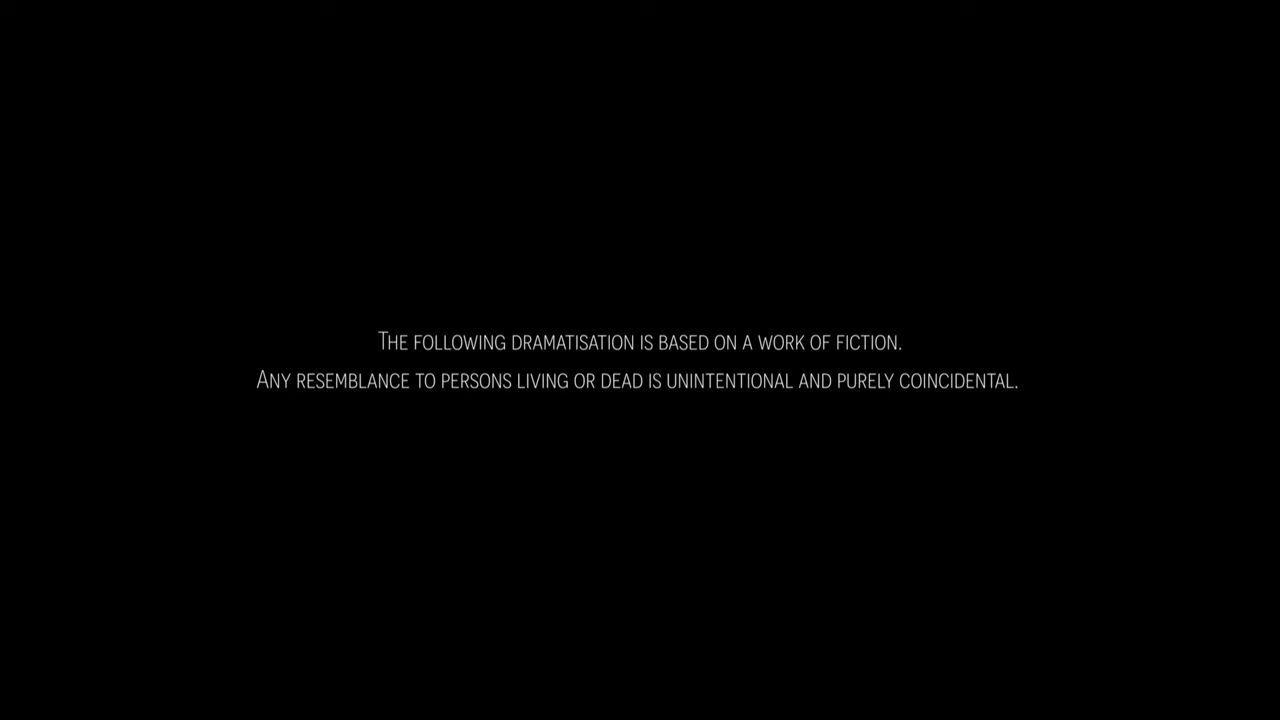 The following dramatisation is based on a work of fiction.
Any resemblance to persons living or dead is unintentional and purely coincidental.